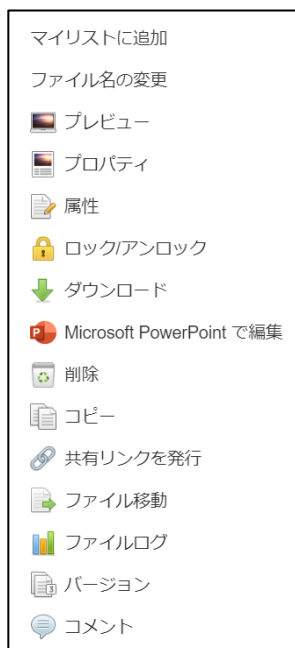 マイリストに追加
ファイル名の変更
プレビュー
プロパティ
属性
ロック/アンロック
ダウンロード
Microsoft PowerPoint で編集
削除
コピー
共有リンクを発行
ファイル移動
ファイルログ
バージョン
コメント